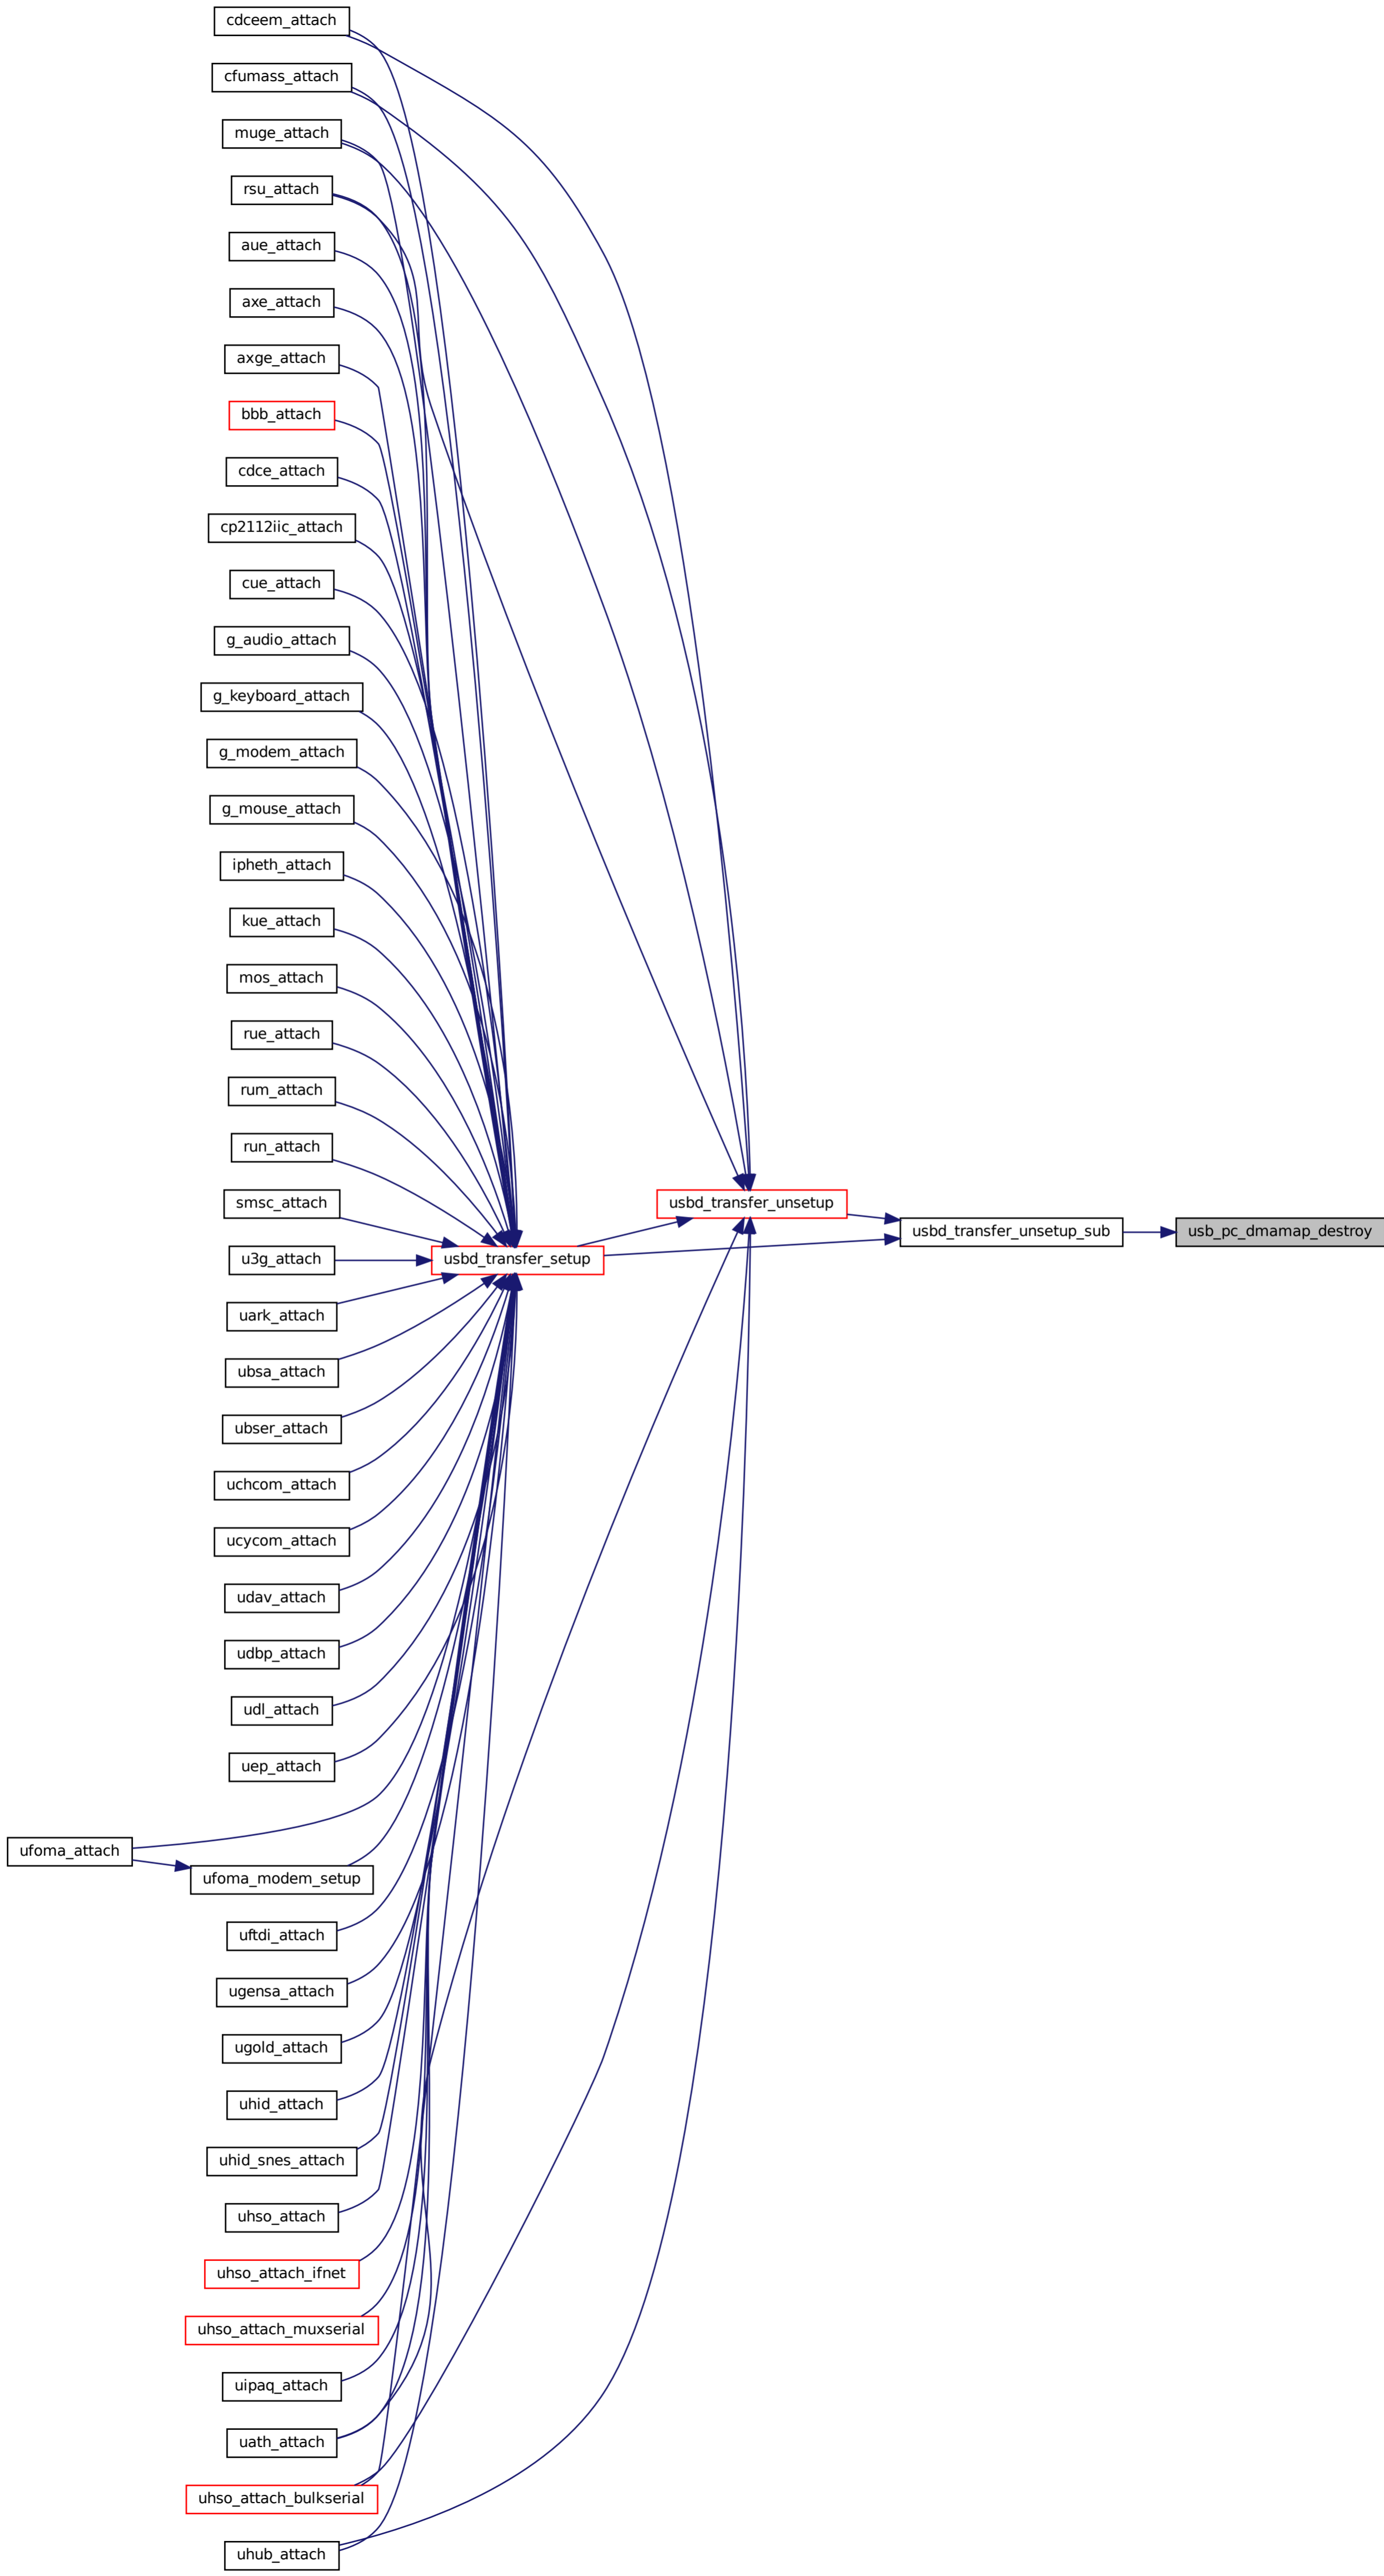 cdceem_attach
cfumass_attach
muge_attach
rsu_attach
aue_attach
axe_attach
axge_attach
bbb_attach
cdce_attach
cp2112iic_attach
cue_attach
g_audio_attach
g_keyboard_attach
g_modem_attach
g_mouse_attach
ipheth_attach
kue_attach
mos_attach
rue_attach
rum_attach
run_attach
smsc_attach
usbd_transfer_unsetup
usbd_transfer_unsetup_sub
usb_pc_dmamap_destroy
u3g_attach
usbd_transfer_setup
uark_attach
ubsa_attach
ubser_attach
uchcom_attach
ucycom_attach
udav_attach
udbp_attach
udl_attach
uep_attach
ufoma_attach
ufoma_modem_setup
uftdi_attach
ugensa_attach
ugold_attach
uhid_attach
uhid_snes_attach
uhso_attach
uhso_attach_ifnet
uhso_attach_muxserial
uipaq_attach
uath_attach
uhso_attach_bulkserial
uhub_attach